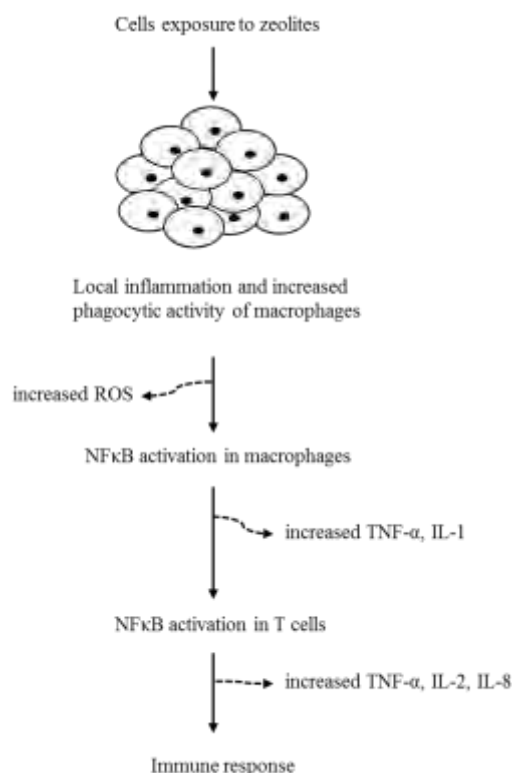 Cells exposure to zeolites
Local inflammation and increased
phagocytic activity of macrophages
increased ROS
NFκB activation in macrophages
increased TNF-α, IL-1
NFκB activation in T cells
increased TNF-α, IL-2, IL-8
Immune response